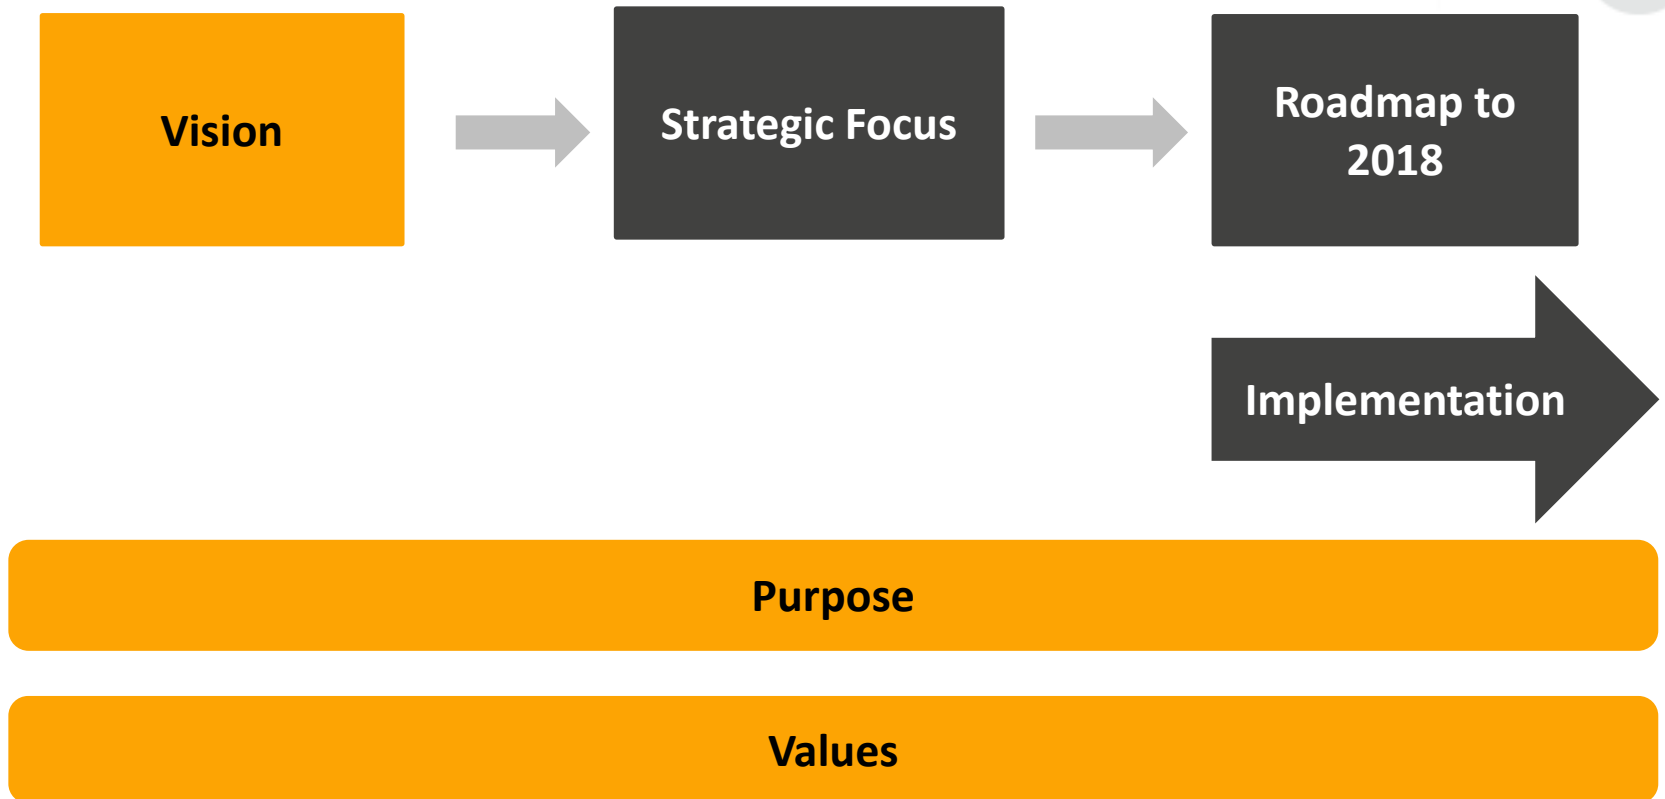 Vision
Strategic Focus
Roadmap to
2018
Implementation
Purpose
Values